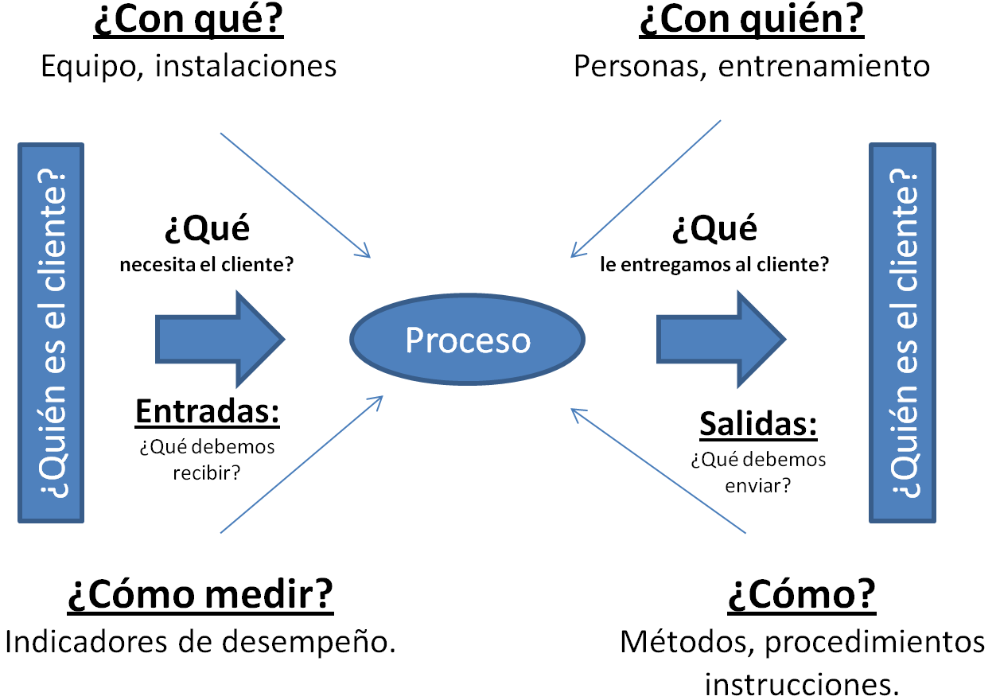 ¿Con qué?
Equipo, instalaciones
¿Con quién?
Personas, entrenamiento
¿Quién es el cliente?
¿Qué
necesita el cliente?
Entradas:
¿Qué debemos
recibir?
Proceso
¿Qué
le entregamos al cliente?
Salidas:
¿Qué debemos
enviar?
¿Quién es el cliente?
¿Cómo medir?
Indicadores de desempeño.
¿Cómo?
Métodos, procedimientos
instrucciones.